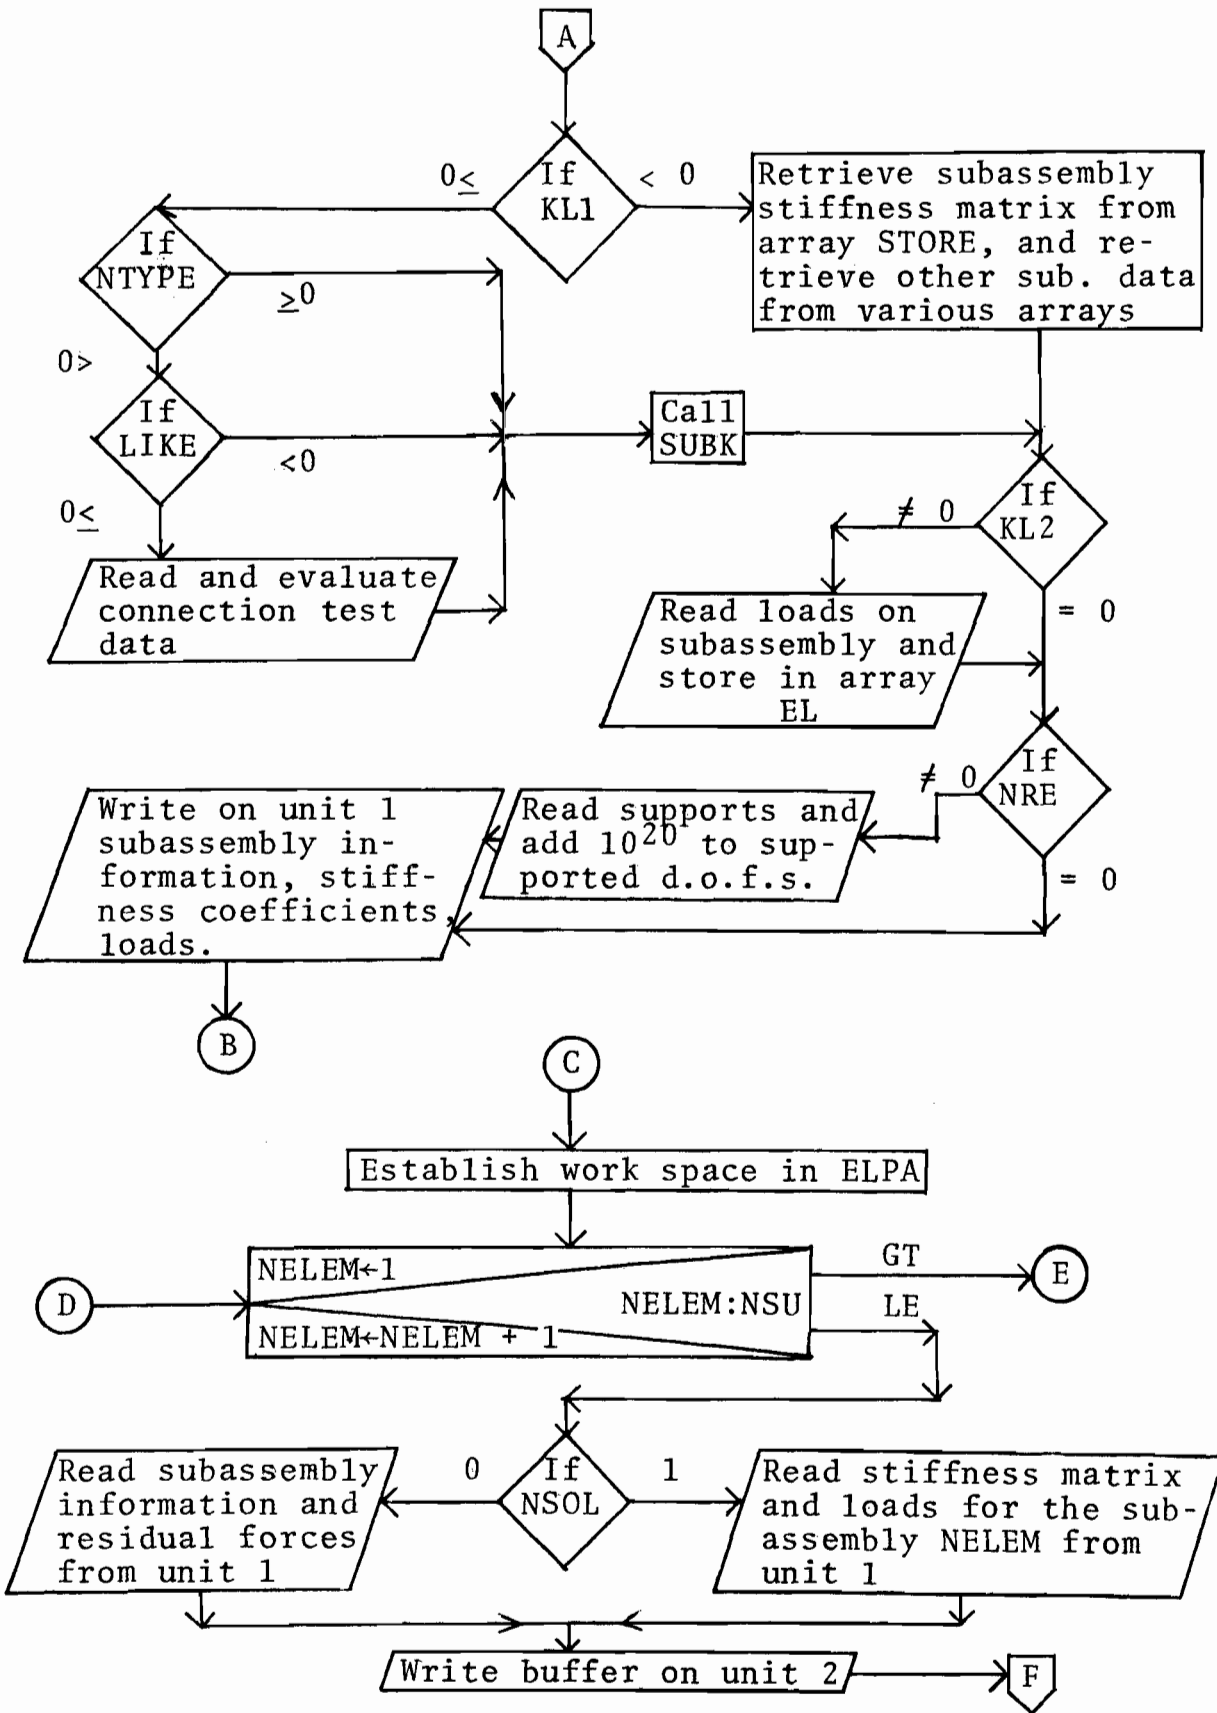 A
If
KL1
0≤
< 0
Retrieve subassembly
stiffness matrix from
array STORE, and re-
trieve other sub. data
from various arrays
If
NTYPE
≥0
0>
If
LIKE
<0
0≤
Call
SUBK
Read and evaluate
connection test
data
If
KL2
≠ 0
= 0
Read loads on
subassembly and
store in array
EL
If
NRE
≠ 0
= 0
Read supports and
add 10²⁰ to sup-
ported d.o.f.s.
Write on unit 1
subassembly in-
formation, stiff-
ness coefficients,
loads.
B
C
Establish work space in ELPA
D
NELEM←1
NELEM:NSU
NELEM←NELEM + 1
GT
E
LE
If
NSOL
0
1
Read subassembly
information and
residual forces
from unit 1
Read stiffness matrix
and loads for the sub-
assembly NELEM from
unit 1
Write buffer on unit 2
F